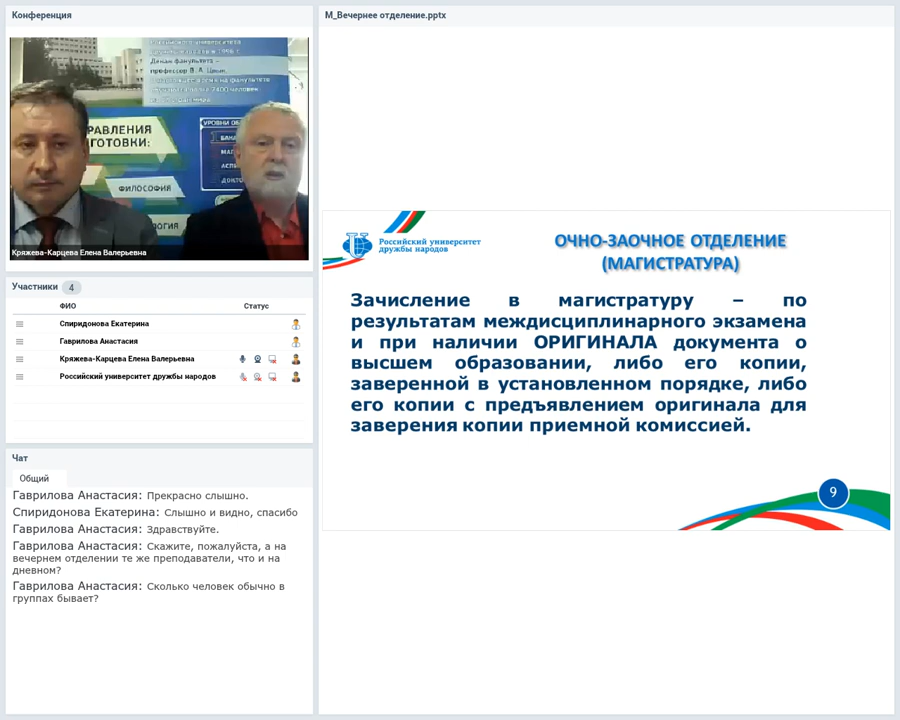 Конференция
М_Вечернее отделение.pptx
Декан факультета –
профессор В. А. Цвык.
ФИЛОСОФИЯ
Кряжева-Карцева Елена Валерьевна
Участники 4
ФИО Статус
Спиридонова Екатерина
Гаврилова Анастасия
Кряжева-Карцева Елена Валерьевна
Российский университет дружбы народов
Чат
Общий
Гаврилова Анастасия: Прекрасно слышно.
Спиридонова Екатерина: Слышно и видно, спасибо
Гаврилова Анастасия: Здравствуйте.
Гаврилова Анастасия: Скажите, пожалуйста, а на
вечернем отделении те же преподаватели, что и на
дневном?
Гаврилова Анастасия: Сколько человек обычно в
группах бывает?
Российский университет
дружбы народов
ОЧНО-ЗАОЧНОЕ ОТДЕЛЕНИЕ
(МАГИСТРАТУРА)
Зачисление в магистратуру – по
результатам междисциплинарного экзамена
и при наличии ОРИГИНАЛА документа о
высшем образовании, либо его копии,
заверенной в установленном порядке, либо
его копии с предъявлением оригинала для
заверения копии приемной комиссией.
9